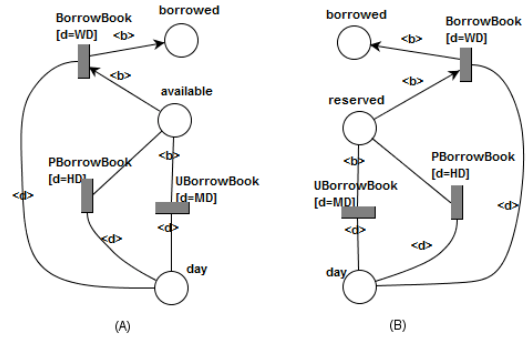 borrowed
BorrowBook
[d=WD]
<b>
<b>
available
<b>
PBorrowBook
[d=HD]
UBorrowBook
[d=MD]
<d>
<d>
<d>
day
(A)
borrowed
BorrowBook
[d=WD]
<b>
<b>
reserved
<b>
PBorrowBook
[d=HD]
UBorrowBook
[d=MD]
<d>
<d>
<d>
day
(B)